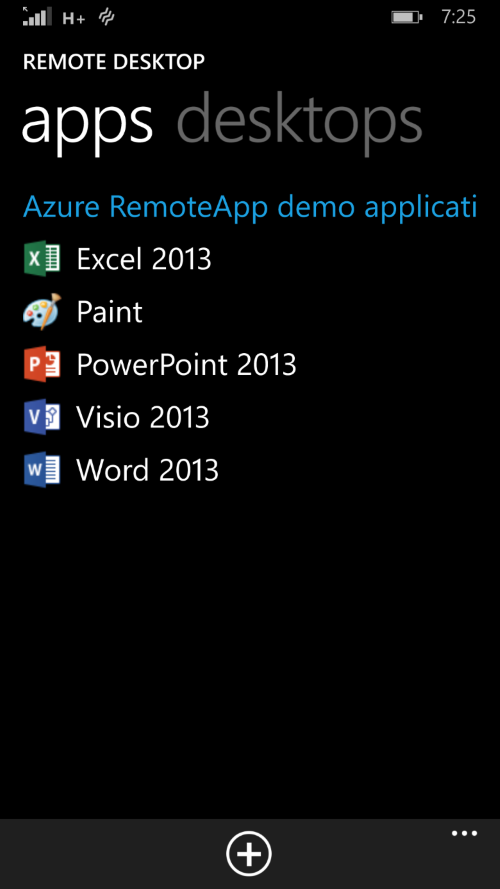 H+ 7:25
REMOTE DESKTOP
apps desktops
Azure RemoteApp demo applicati
Excel 2013
Paint
PowerPoint 2013
Visio 2013
Word 2013